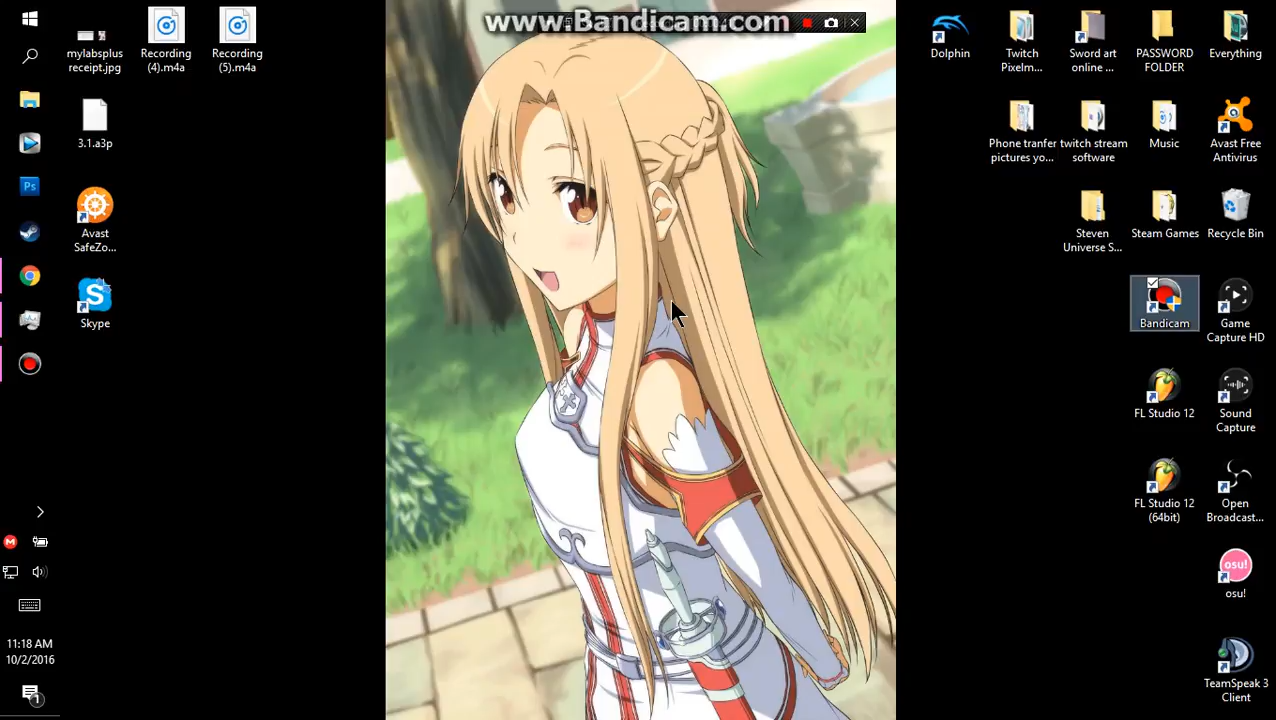 www.Bandicam.com
mylabsplus
receipt.jpg
Recording
(4).m4a
Recording
(5).m4a
3.1.a3p
Avast
SafeZo...
Skype
Ps
11:18 AM
10/2/2016
1
Dolphin
Twitch
Pixelm...
Sword art
online ...
PASSWORD
FOLDER
Everything
Phone tranfer
pictures yo...
twitch stream
software
Music
Avast Free
Antivirus
Steven
Universe S...
Steam Games
Recycle Bin
Bandicam
Game
Capture HD
FL Studio 12
Sound
Capture
FL Studio 12
(64bit)
Open
Broadcast...
osu!
osu!
TeamSpeak 3
Client